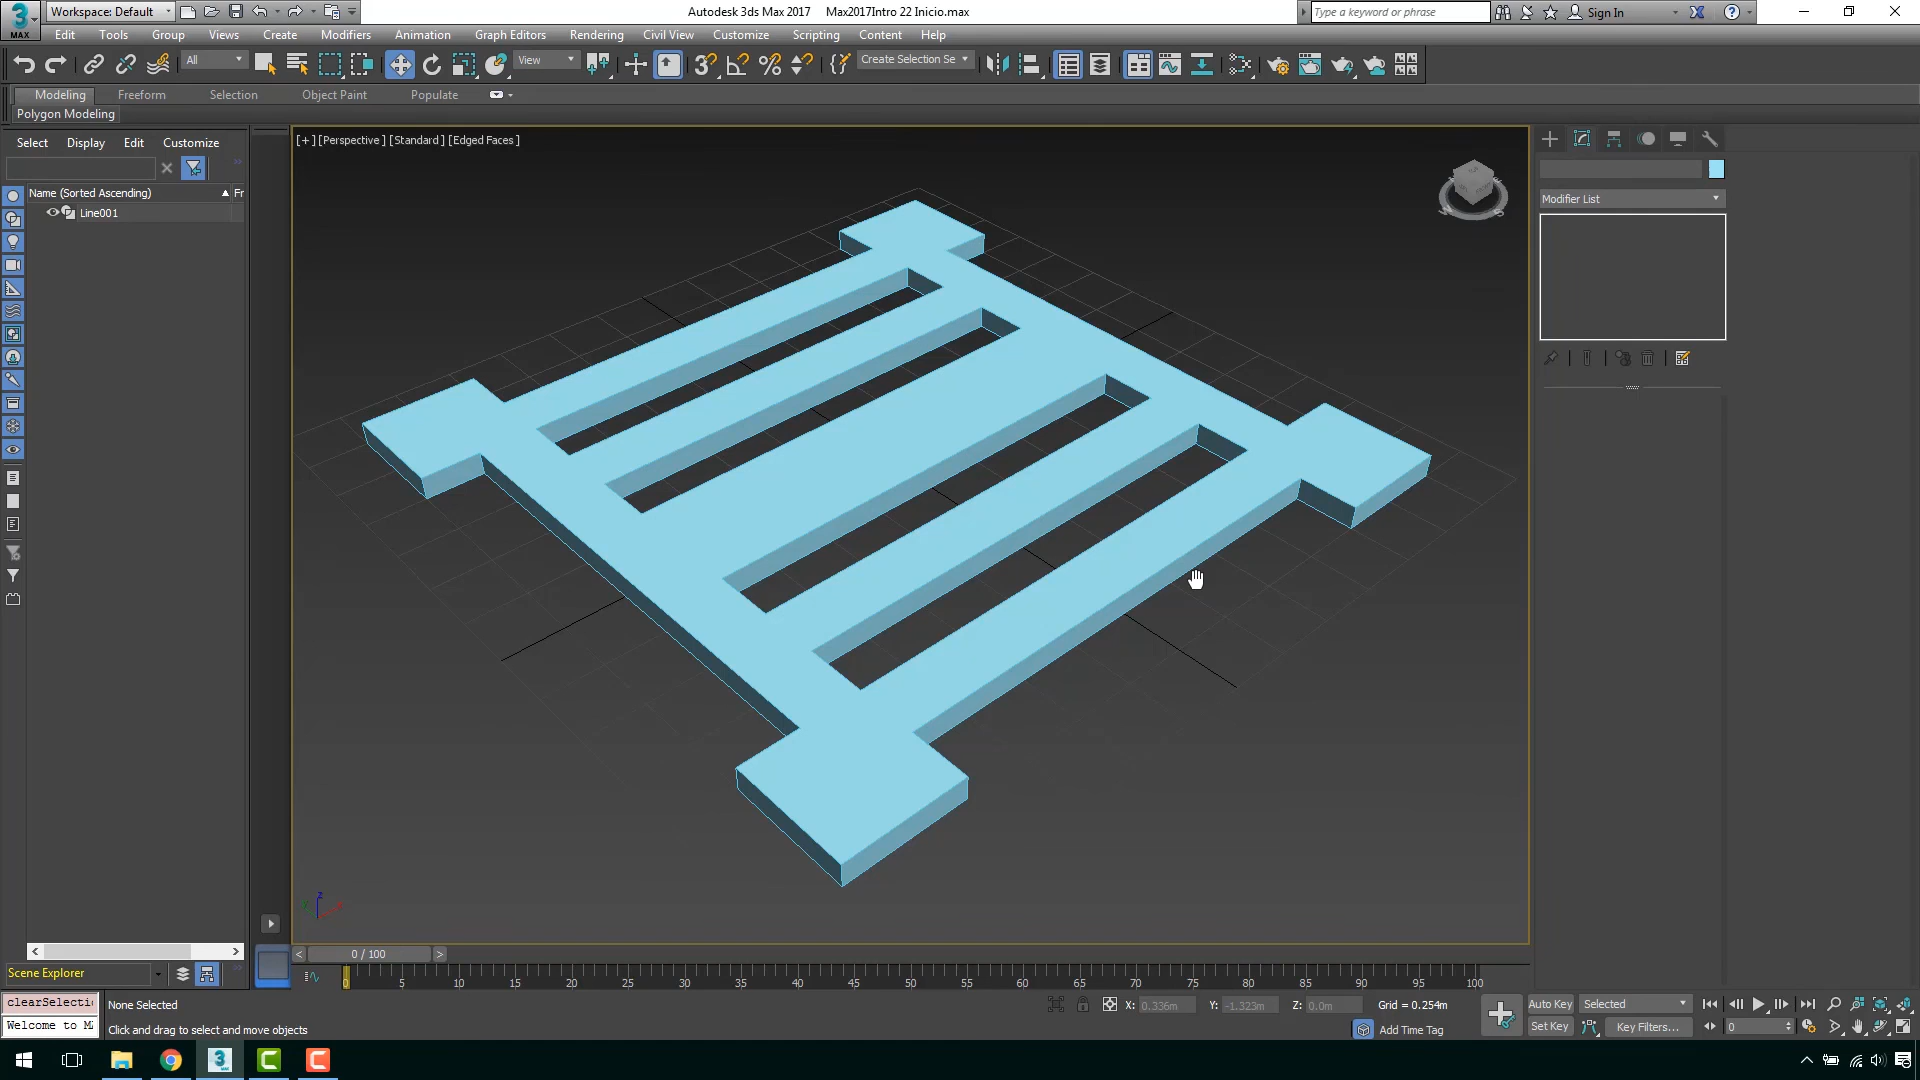 3
MAX
Workspace: Default
Autodesk 3ds Max 2017 Max2017Intro 22 Inicio.max
Type a keyword or phrase
Sign In
Edit Tools Group Views Create Modifiers Animation Graph Editors Rendering Civil View Customize Scripting Content Help
All
View
Create Selection Se
Modeling Freeform Selection Object Paint Populate
Polygon Modeling
Select Display Edit Customize
Name (Sorted Ascending) Fr
Line001
[+] [Perspective] [Standard] [Edged Faces]
W S
Modifier List
z
Scene Explorer
< 0 / 100 >
0 5 10 15 20 25 30 35 40 45 50 55 60 65 70 75 80 85 90 95 100
clearSelecti
None Selected
X: 0.336m Y: -1.323m Z: 0.0m Grid = 0.254m
Auto Key Selected
Welcome to M
Click and drag to select and move objects
Add Time Tag
Set Key Key Filters...
0